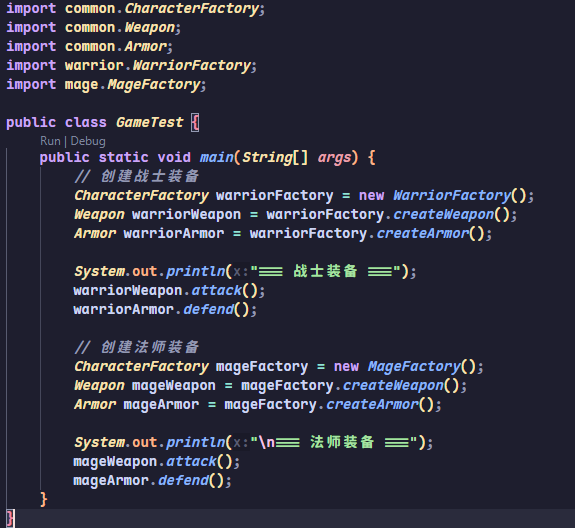 import common.CharacterFactory;
import common.Weapon;
import common.Armor;
import warrior.WarriorFactory;
import mage.MageFactory;
public class GameTest {
Run | Debug
public static void main(String[] args) {
// 创建战士装备
CharacterFactory warriorFactory = new WarriorFactory();
Weapon warriorWeapon = warriorFactory.createWeapon();
Armor warriorArmor = warriorFactory.createArmor();
System.out.println(x:"=== 战士装备 ===");
warriorWeapon.attack();
warriorArmor.defend();
// 创建法师装备
CharacterFactory mageFactory = new MageFactory();
Weapon mageWeapon = mageFactory.createWeapon();
Armor mageArmor = mageFactory.createArmor();
System.out.println(x:"\n=== 法师装备 ===");
mageWeapon.attack();
mageArmor.defend();
}
}